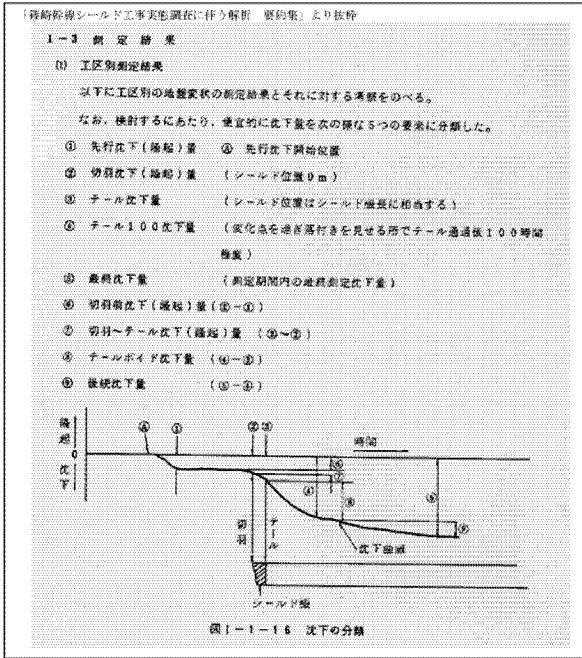 「篠崎幹線シールド工事実態調査に伴う解析 要約集」より抜粋
1-3 測定結果
(1) 工区別測定結果
以下に工区別の地盤変状の測定結果とそれに対する考察をのべる。
なお、検討するにあたり、便宜的に沈下量を次の様な5つの要素に分類した。
① 先行沈下(隆起)量 Ⓐ 先行沈下開始位置
② 切羽沈下(隆起)量 (シールド位置0m)
③ テール沈下量 (シールド位置はシールド機長に相当する)
④ テール100沈下量 (変化点を過ぎ落付きを見せる所でテール通過後100時間
程度)
⑤ 最終沈下量 (測定期間内の最終測定沈下量)
⑥ 切羽前沈下(隆起)量(②-①)
⑦ 切羽〜テール沈下(隆起)量 (③-②)
⑧ テールボイド沈下量 (④-③)
⑨ 後続沈下量 (⑤-④)
隆起
0
沈下
Ⓐ
①
②③
時間
⑥
⑦
④
⑧
⑤
⑨
切羽
テール
沈下曲線
シールド機
図1-1-16 沈下の分類